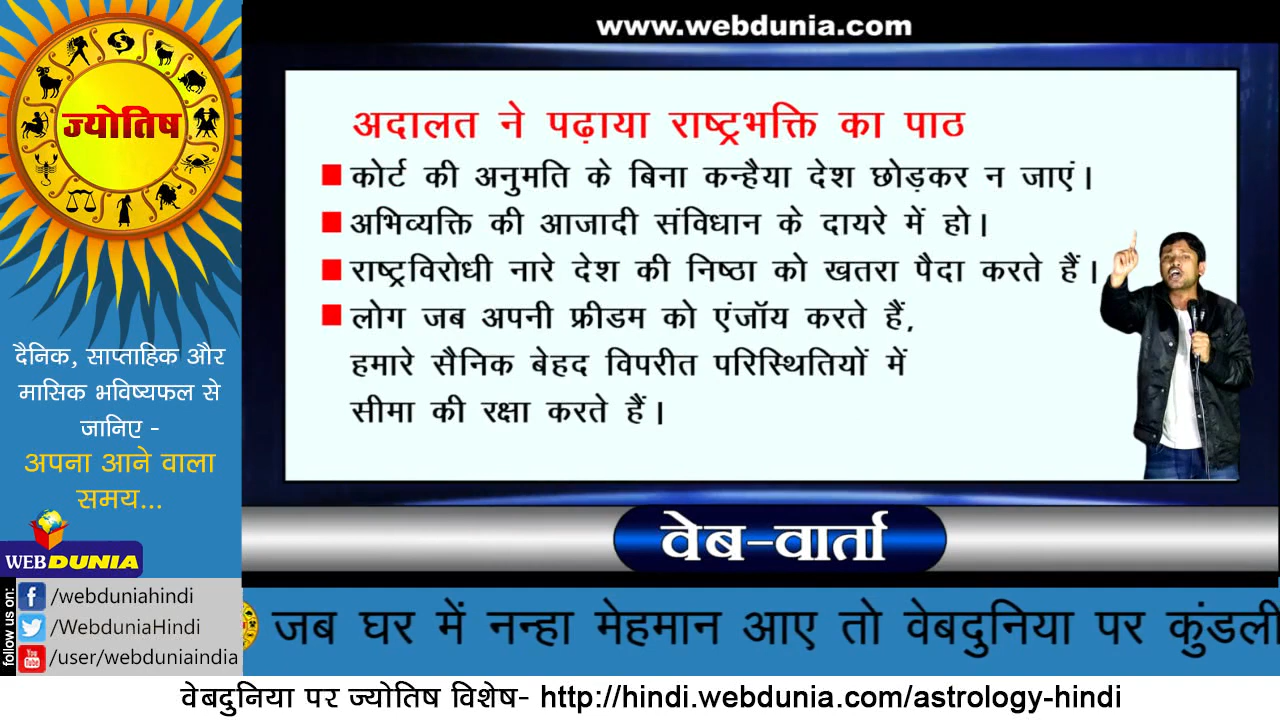 www.webdunia.com
ज्योतिष
अदालत ने पढ़ाया राष्ट्रभक्ति का पाठ
कोर्ट की अनुमति के बिना कन्हैया देश छोड़कर न जाएं।
अभिव्यक्ति की आजादी संविधान के दायरे में हो।
राष्ट्रविरोधी नारे देश की निष्ठा को खतरा पैदा करते हैं।
लोग जब अपनी फ्रीडम को एंजॉय करते हैं,
हमारे सैनिक बेहद विपरीत परिस्थितियों में
सीमा की रक्षा करते हैं।
दैनिक, साप्ताहिक और
मासिक भविष्यफल से
जानिए -
अपना आने वाला
समय...
WEBDUNIA
वेब-वार्ता
follow us on:
/webduniahindi
/WebduniaHindi
You Tube /user/webduniaindia
जब घर में नन्हा मेहमान आए तो वेबदुनिया पर कुंडली
वेबदुनिया पर ज्योतिष विशेष- http://hindi.webdunia.com/astrology-hindi